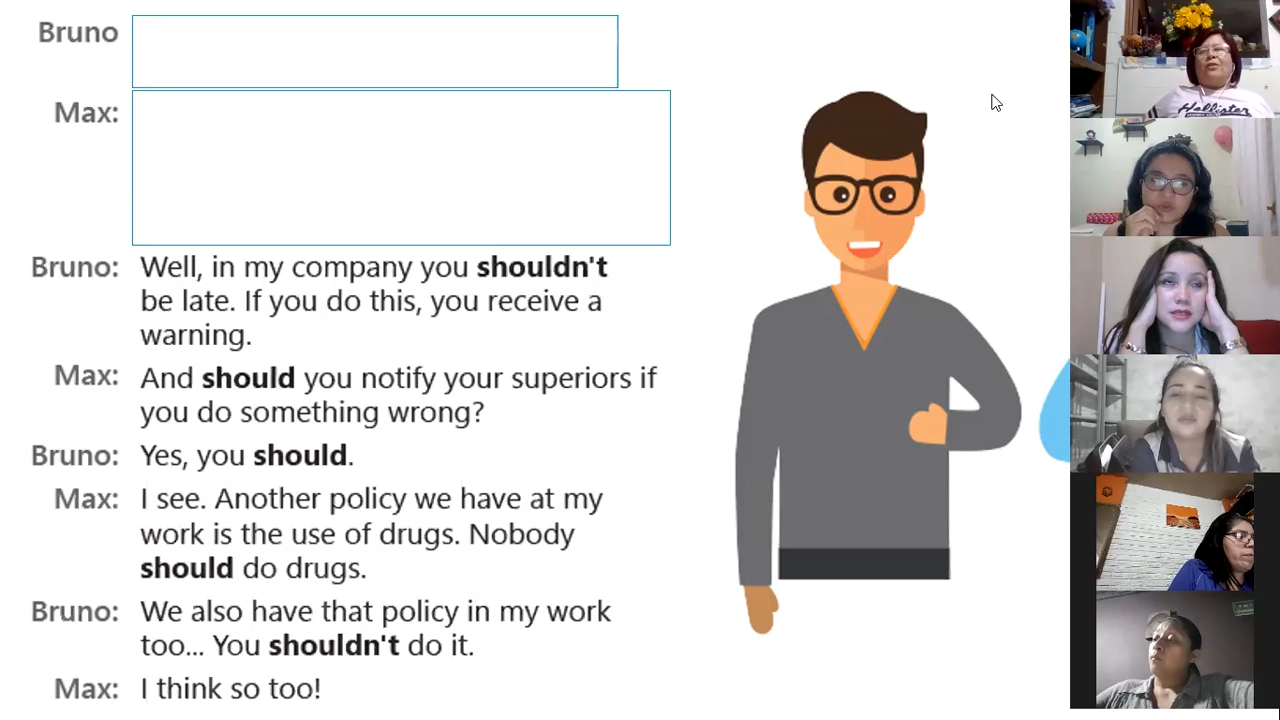 Bruno
Max:
Bruno: Well, in my company you shouldn't
be late. If you do this, you receive a
warning.
Max: And should you notify your superiors if
you do something wrong?
Bruno: Yes, you should.
Max: I see. Another policy we have at my
work is the use of drugs. Nobody
should do drugs.
Bruno: We also have that policy in my work
too... You shouldn't do it.
Max: I think so too!
Hollister